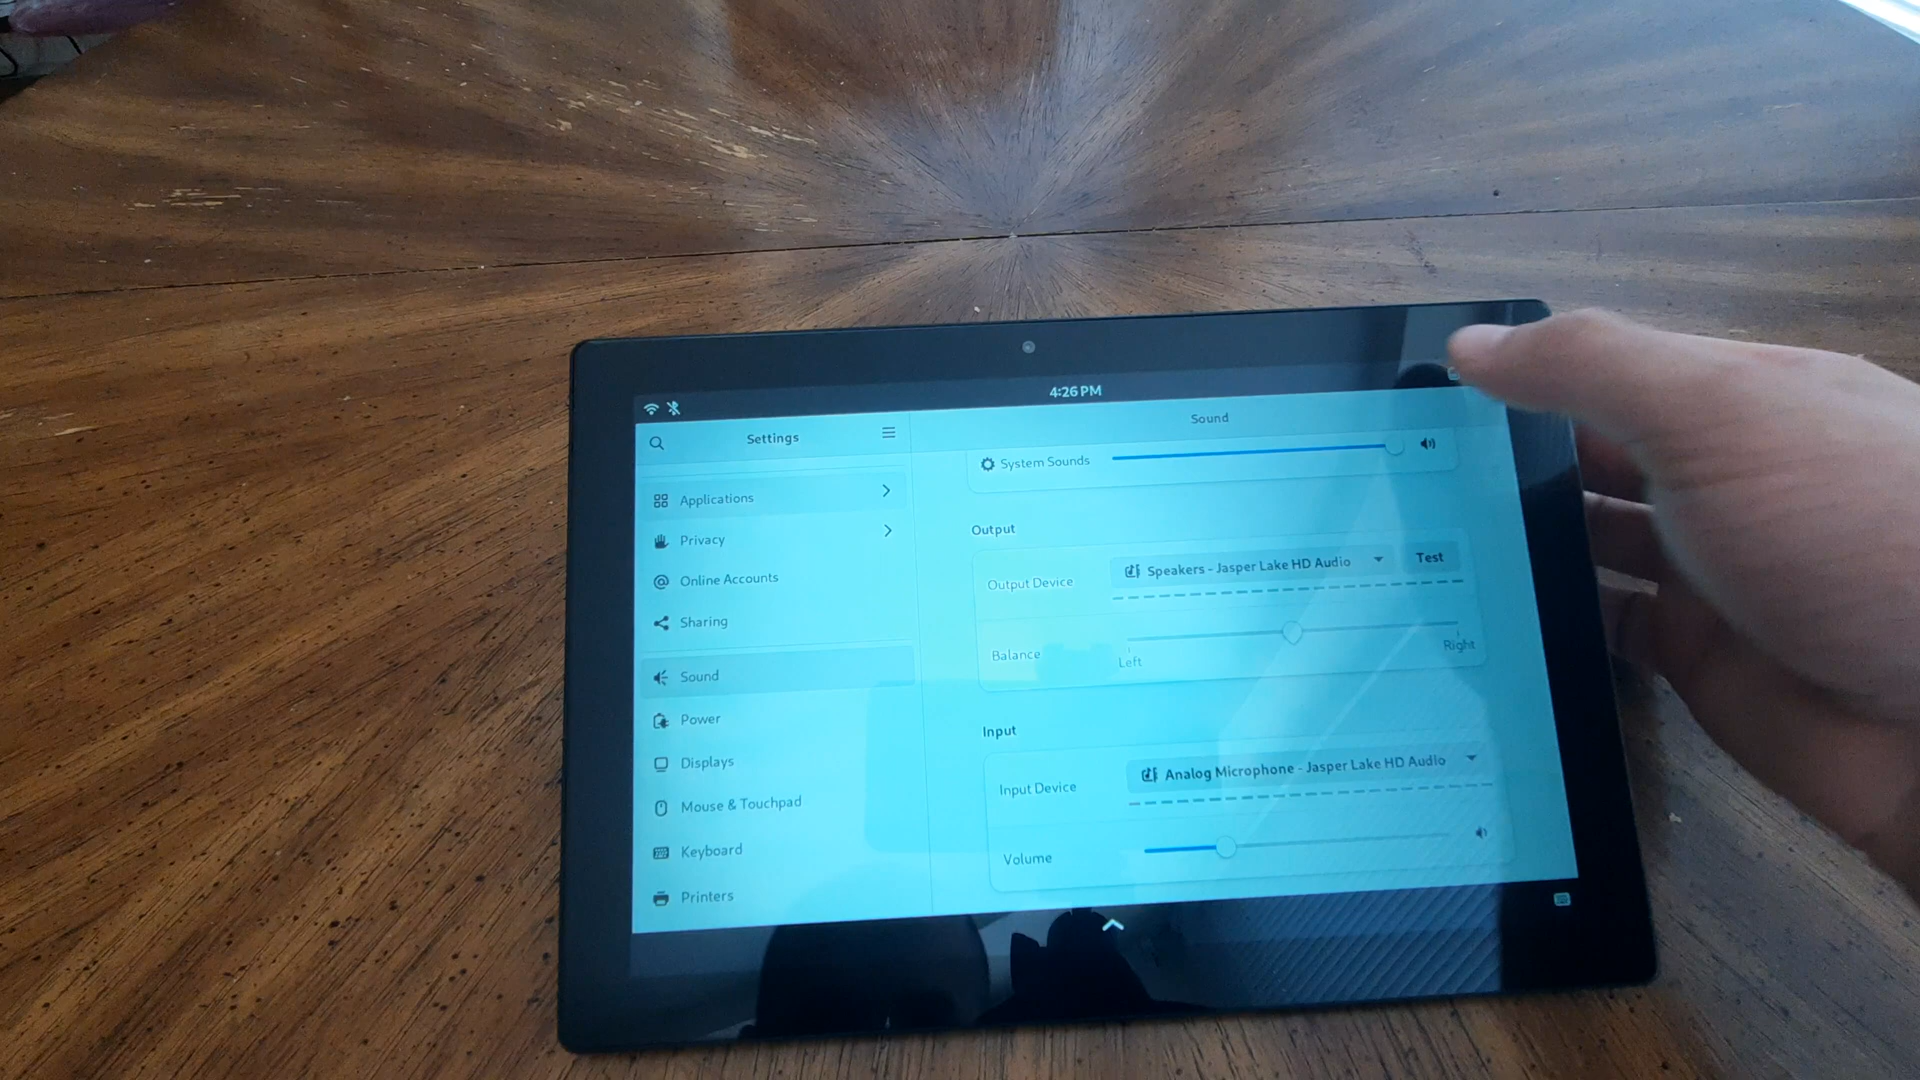 4:26 PM
Settings
Sound
Applications
Privacy
Online Accounts
Sharing
Sound
Power
Displays
Mouse & Touchpad
Keyboard
Printers
System Sounds
Output
Output Device
Speakers - Jasper Lake HD Audio
Test
Balance
Left
Right
Input
Input Device
Analog Microphone - Jasper Lake HD Audio
Volume